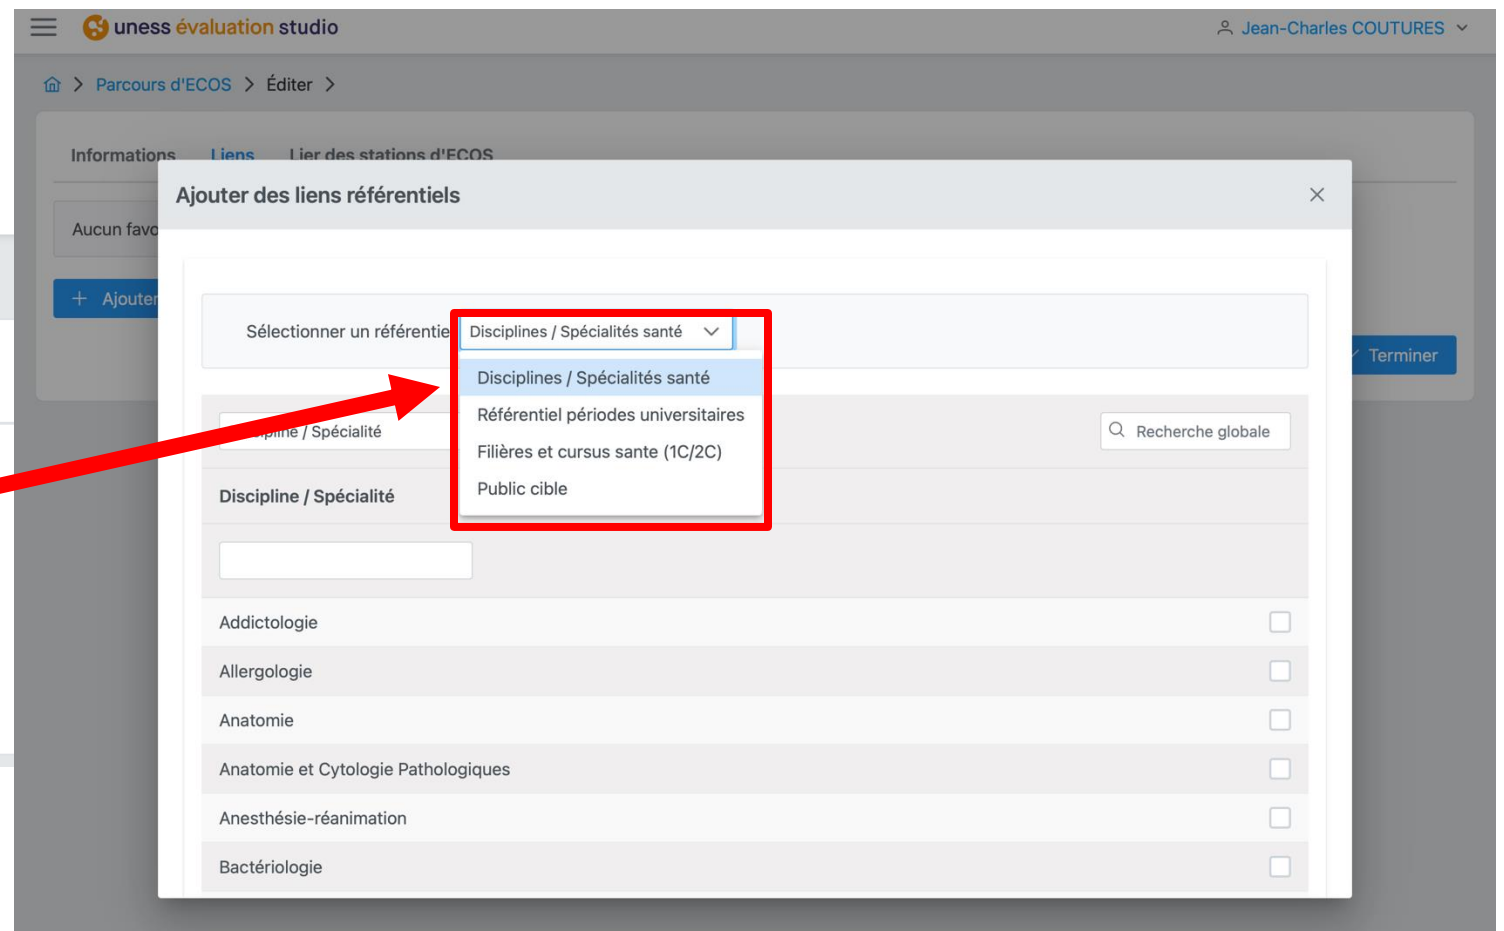 uness évaluation studio
Jean-Charles COUTURES
Parcours d'ECOS > Éditer >
Informations Liens Lier des stations d'ECOS
Ajouter des liens référentiels
Aucun
+ Ajouter
Sélectionner un Disciplines / Spécialités santé
Terminer
Disciplines / Spécialités santé
Référentiel périodes universitaires
Filières et cursus sante (1C/2C)
Public cible
/ Spécialité
Recherche globale
Discipline / Spécialité
Addictologie
Allergologie
Anatomie
Anatomie et Cytologie Pathologiques
Anesthésie-réanimation
Bactériologie